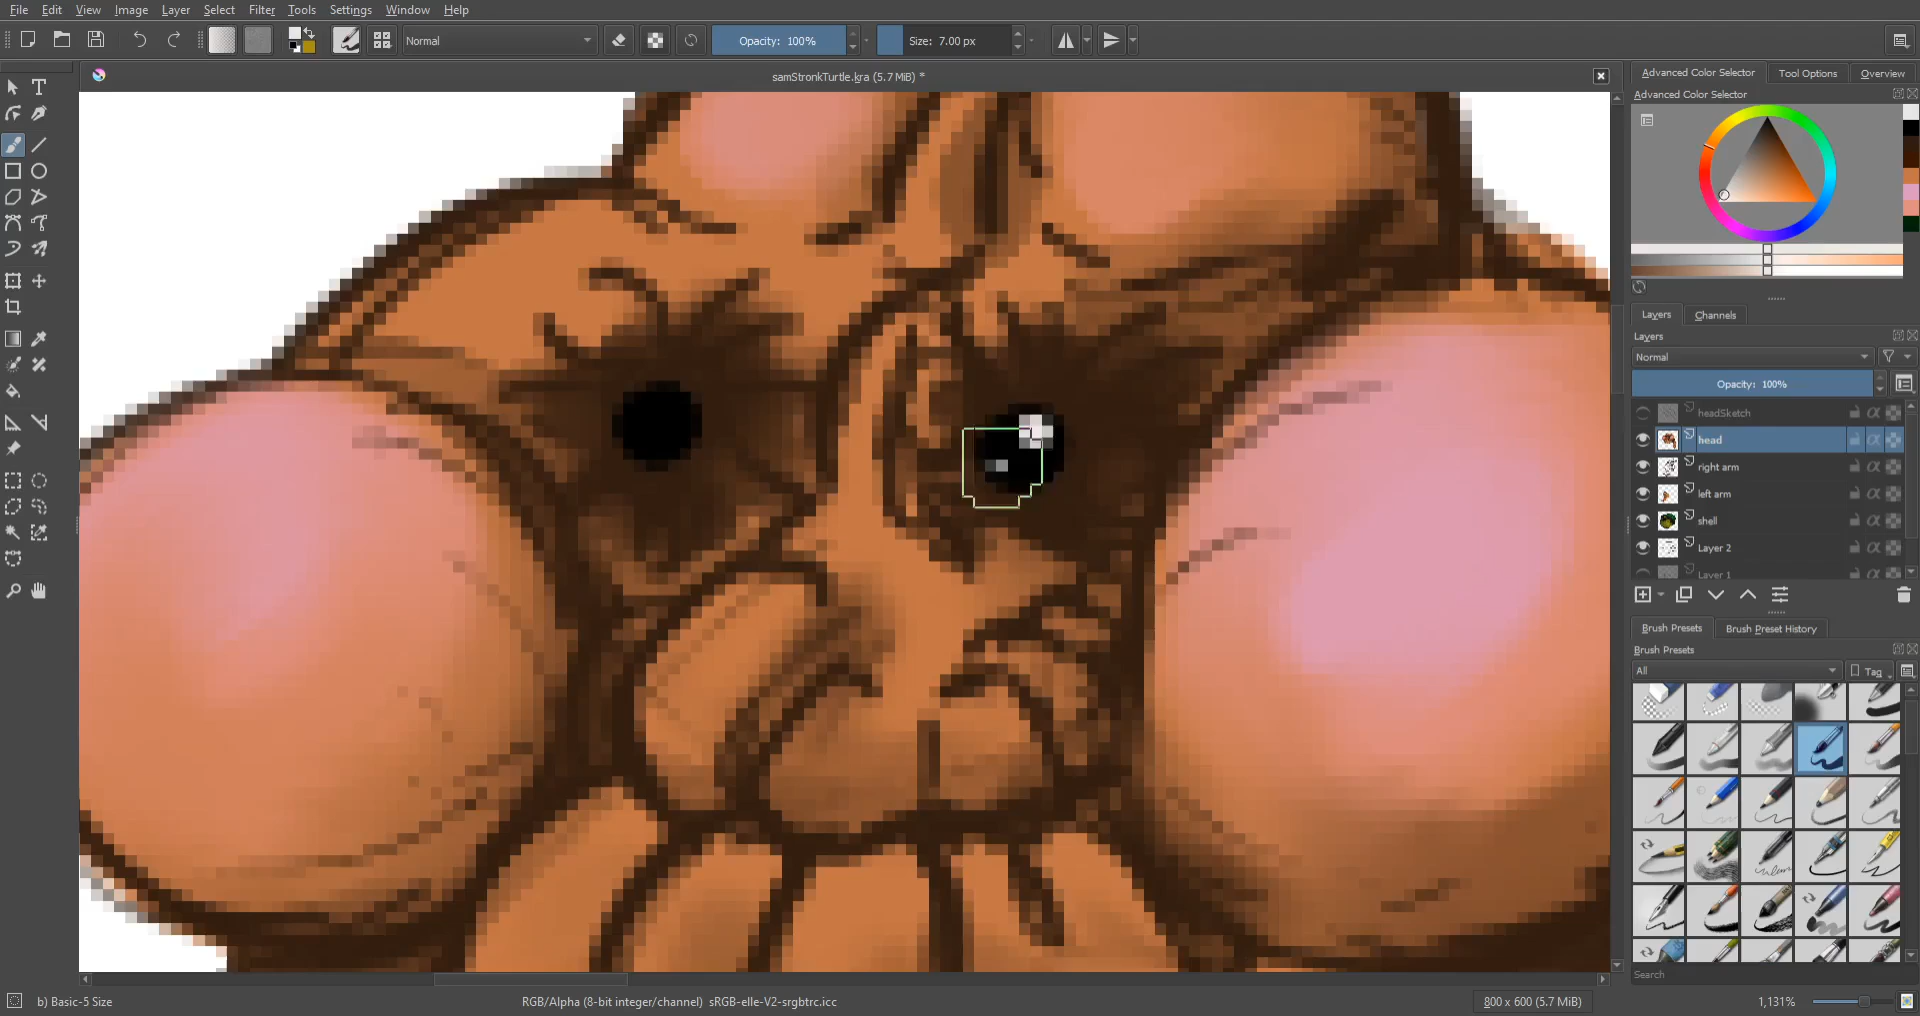 File Edit View Image Layer Select Filter Tools Settings Window Help
Normal Opacity: 100% Size: 7.00 px
samStronkTurtle.kra (5.7 MiB) *
Advanced Color Selector Tool Options Overview
Advanced Color Selector
Layers Channels
Layers
Normal
Opacity: 100%
headSketch
head
right arm
left arm
shell
Layer 2
Layer 1
Brush Presets Brush Preset History
Brush Presets
All Tag
Search
b) Basic-5 Size RGB/Alpha (8-bit integer/channel) sRGB-elle-V2-srgbtrc.icc 800 x 600 (5.7 MiB) 1,131%